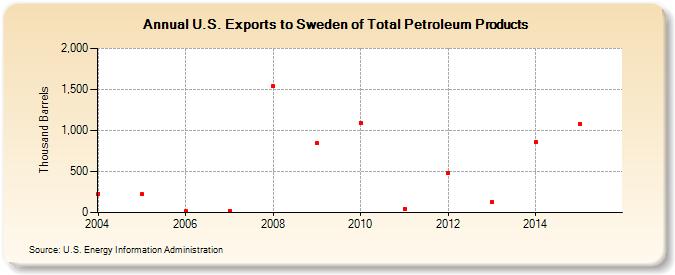 Annual U.S. Exports to Sweden of Total Petroleum Products
Thousand Barrels
2,000
1,500
1,000
500
0
2004 2006 2008 2010 2012 2014
Source: U.S. Energy Information Administration